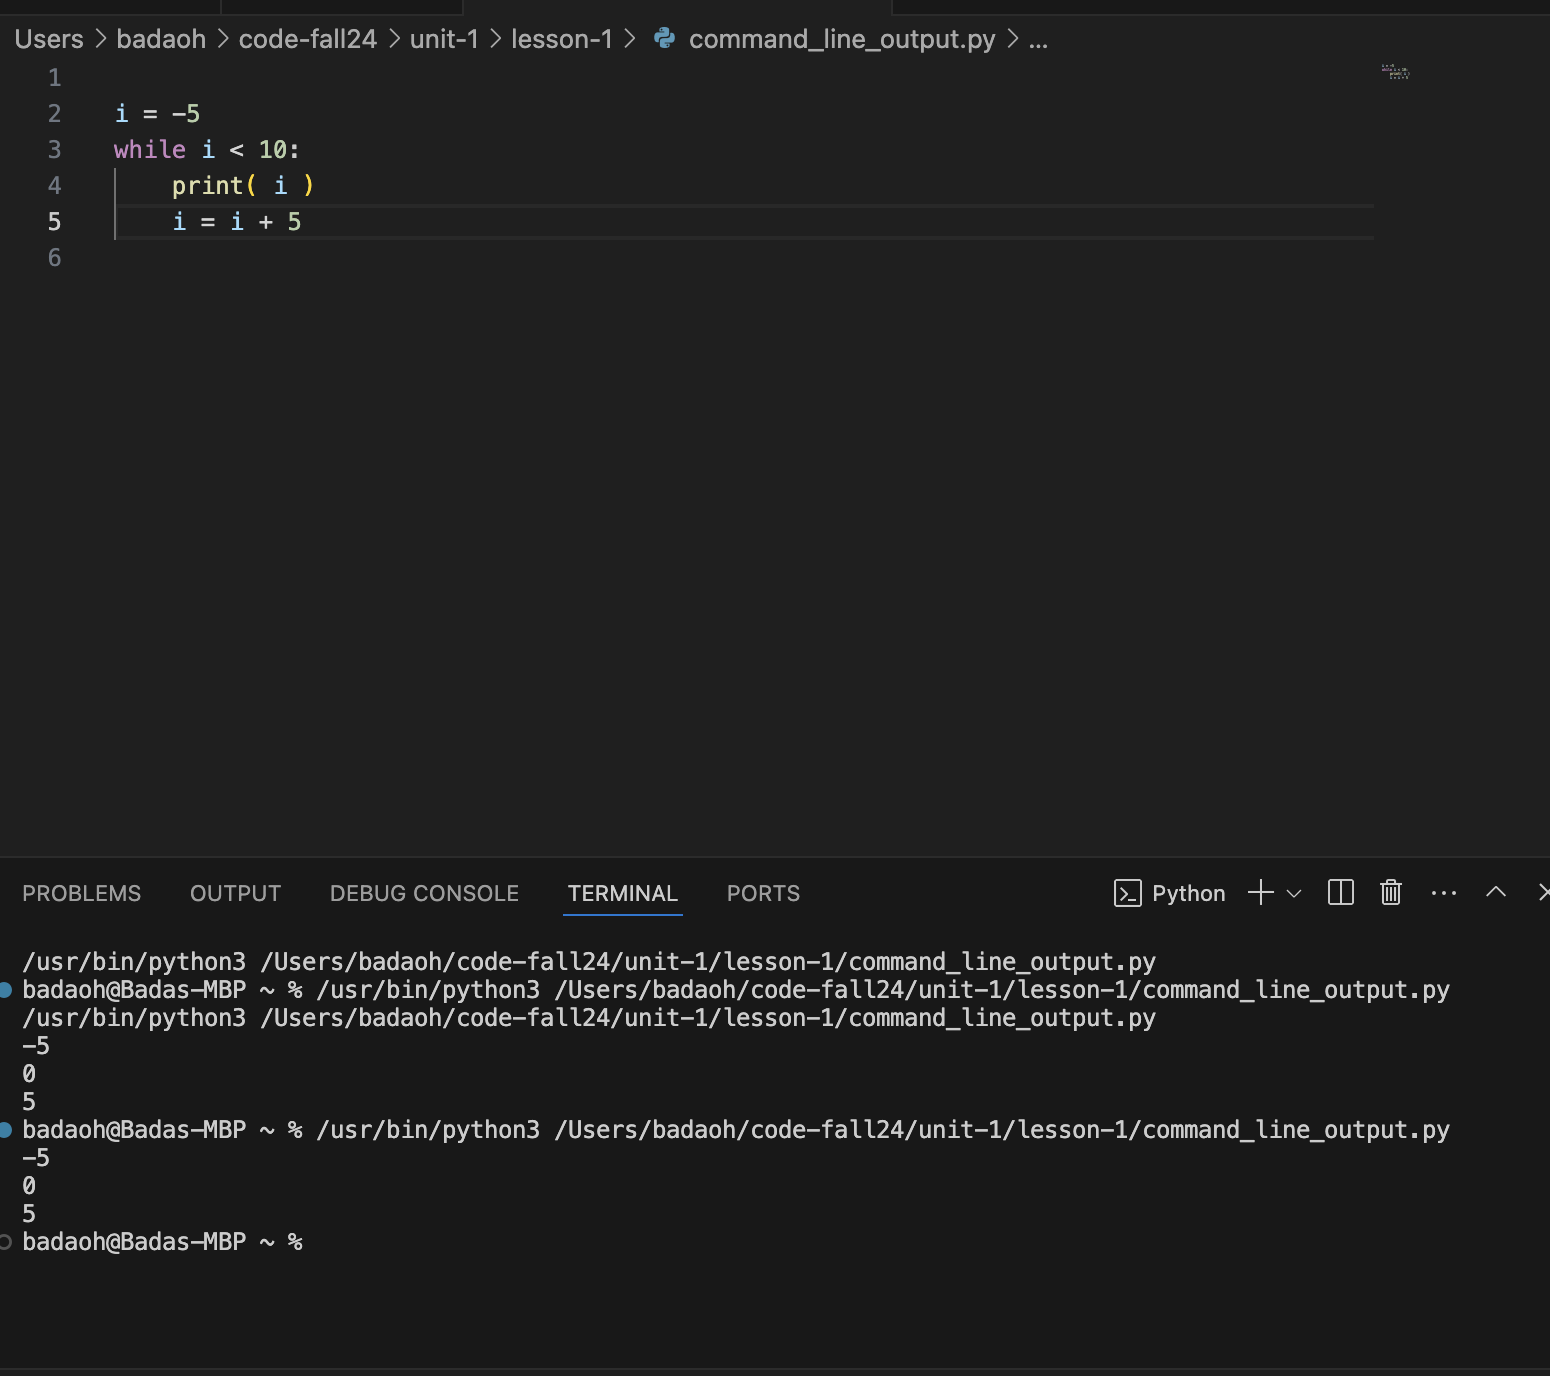 Users > badaoh > code-fall24 > unit-1 > lesson-1 > command_line_output.py > ...
1
2 i = -5
3 while i < 10:
4     print( i )
5     i = i + 5
6
PROBLEMS OUTPUT DEBUG CONSOLE TERMINAL PORTS Python
/usr/bin/python3 /Users/badaoh/code-fall24/unit-1/lesson-1/command_line_output.py
badaoh@Badas-MBP ~ % /usr/bin/python3 /Users/badaoh/code-fall24/unit-1/lesson-1/command_line_output.py
/usr/bin/python3 /Users/badaoh/code-fall24/unit-1/lesson-1/command_line_output.py
-5
0
5
badaoh@Badas-MBP ~ % /usr/bin/python3 /Users/badaoh/code-fall24/unit-1/lesson-1/command_line_output.py
-5
0
5
badaoh@Badas-MBP ~ %